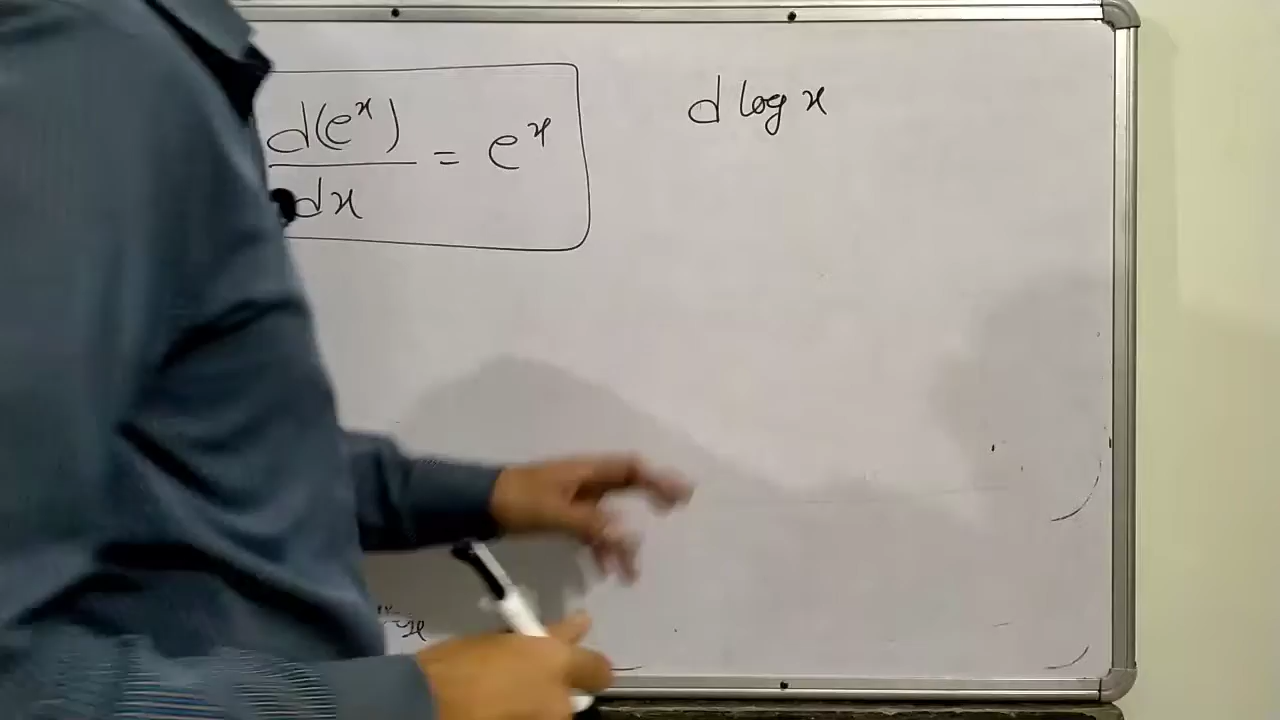 d(e^x)
dx
= e^x
d log x